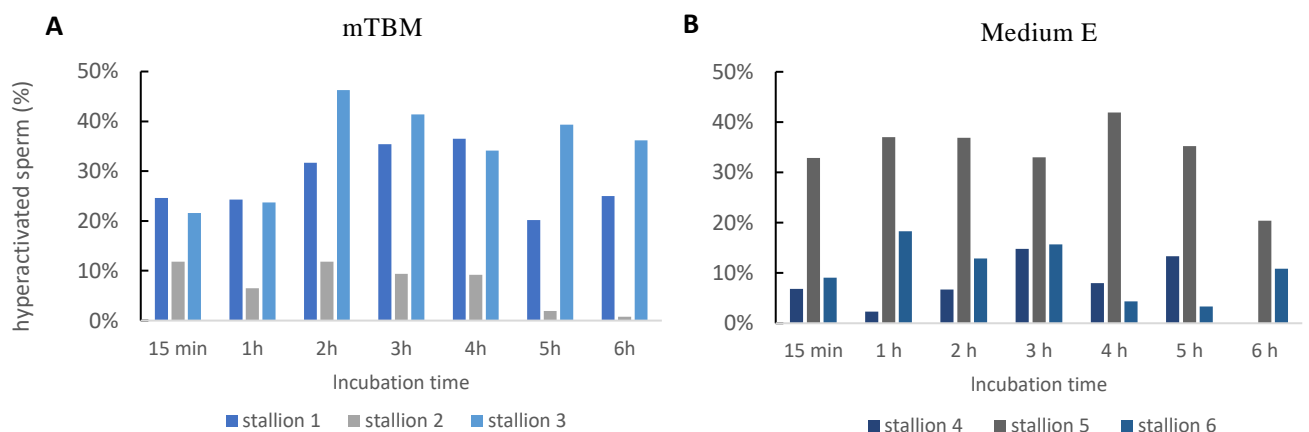 A
mTBM
hyperactivated sperm (%)
50%
40%
30%
20%
10%
0%
15 min 1h 2h 3h 4h 5h 6h
Incubation time
stallion 1 stallion 2 stallion 3
B
Medium E
50%
40%
30%
20%
10%
0%
15 min 1 h 2 h 3 h 4 h 5 h 6 h
Incubation time
stallion 4 stallion 5 stallion 6